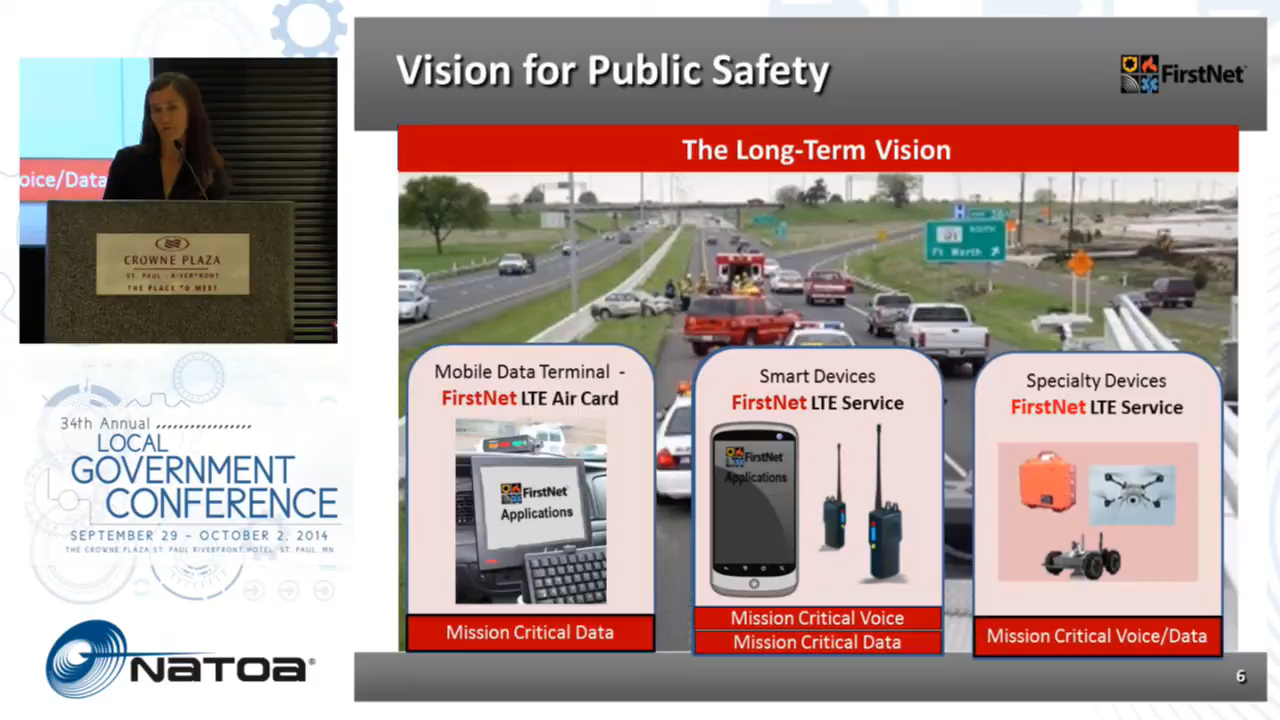 Vision for Public Safety
FirstNet
The Long-Term Vision
oice/Data
CROWNE PLAZA
ST. PAUL - RIVERFRONT
THE PLACE TO MEET.
SOUTH
Ft Worth
Mobile Data Terminal -
FirstNet LTE Air Card
FirstNet
Applications
Mission Critical Data
Smart Devices
FirstNet LTE Service
FirstNet
Applications
Mission Critical Voice
Mission Critical Data
Specialty Devices
FirstNet LTE Service
Mission Critical Voice/Data
34th Annual
LOCAL
GOVERNMENT
CONFERENCE
SEPTEMBER 29 - OCTOBER 2, 2014
THE CROWNE PLAZA ST. PAUL RIVERFRONT HOTEL, ST. PAUL, MN
NATOA®
6